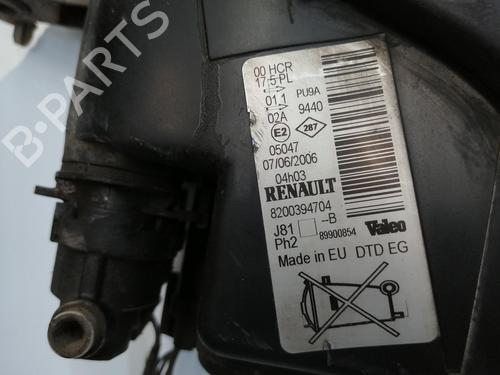 B-PARTS
00 HCR
17,5 PL
01 1 PU9A
02A 9440
E2 287
05047
07/06/2006
04h03
RENAULT
8200394704
J81 --B
Ph2 89900854 Valeo
Made in EU DTD EG